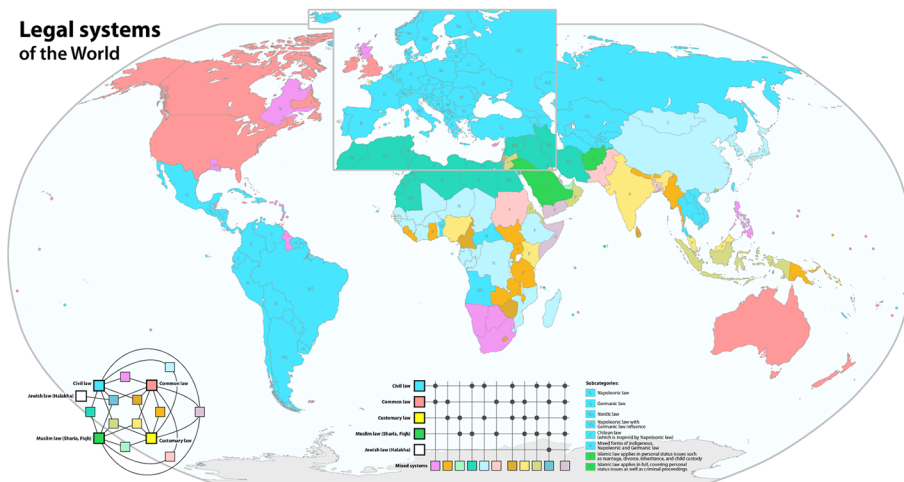 Legal systems
of the World
Civil law
Common law
Jewish law (Halakha)
Muslim law (Sharia, Fiqh)
Customary law
Civil law
Common law
Customary law
Muslim law (Sharia, Fiqh)
Jewish law (Halakha)
Mixed systems
Subcategories:
Napoleonic law
Germanic law
Nordic law
Napoleonic law with
Germanic law influence
Chilean law
(which is inspired by Napoleonic law)
Mixed forms of indigenous,
Napoleonic and Germanic law
Islamic law applies in personal status issues such
as marriage, divorce, inheritance, and child custody
Islamic law applies in full, covering personal
status issues as well as criminal proceedings